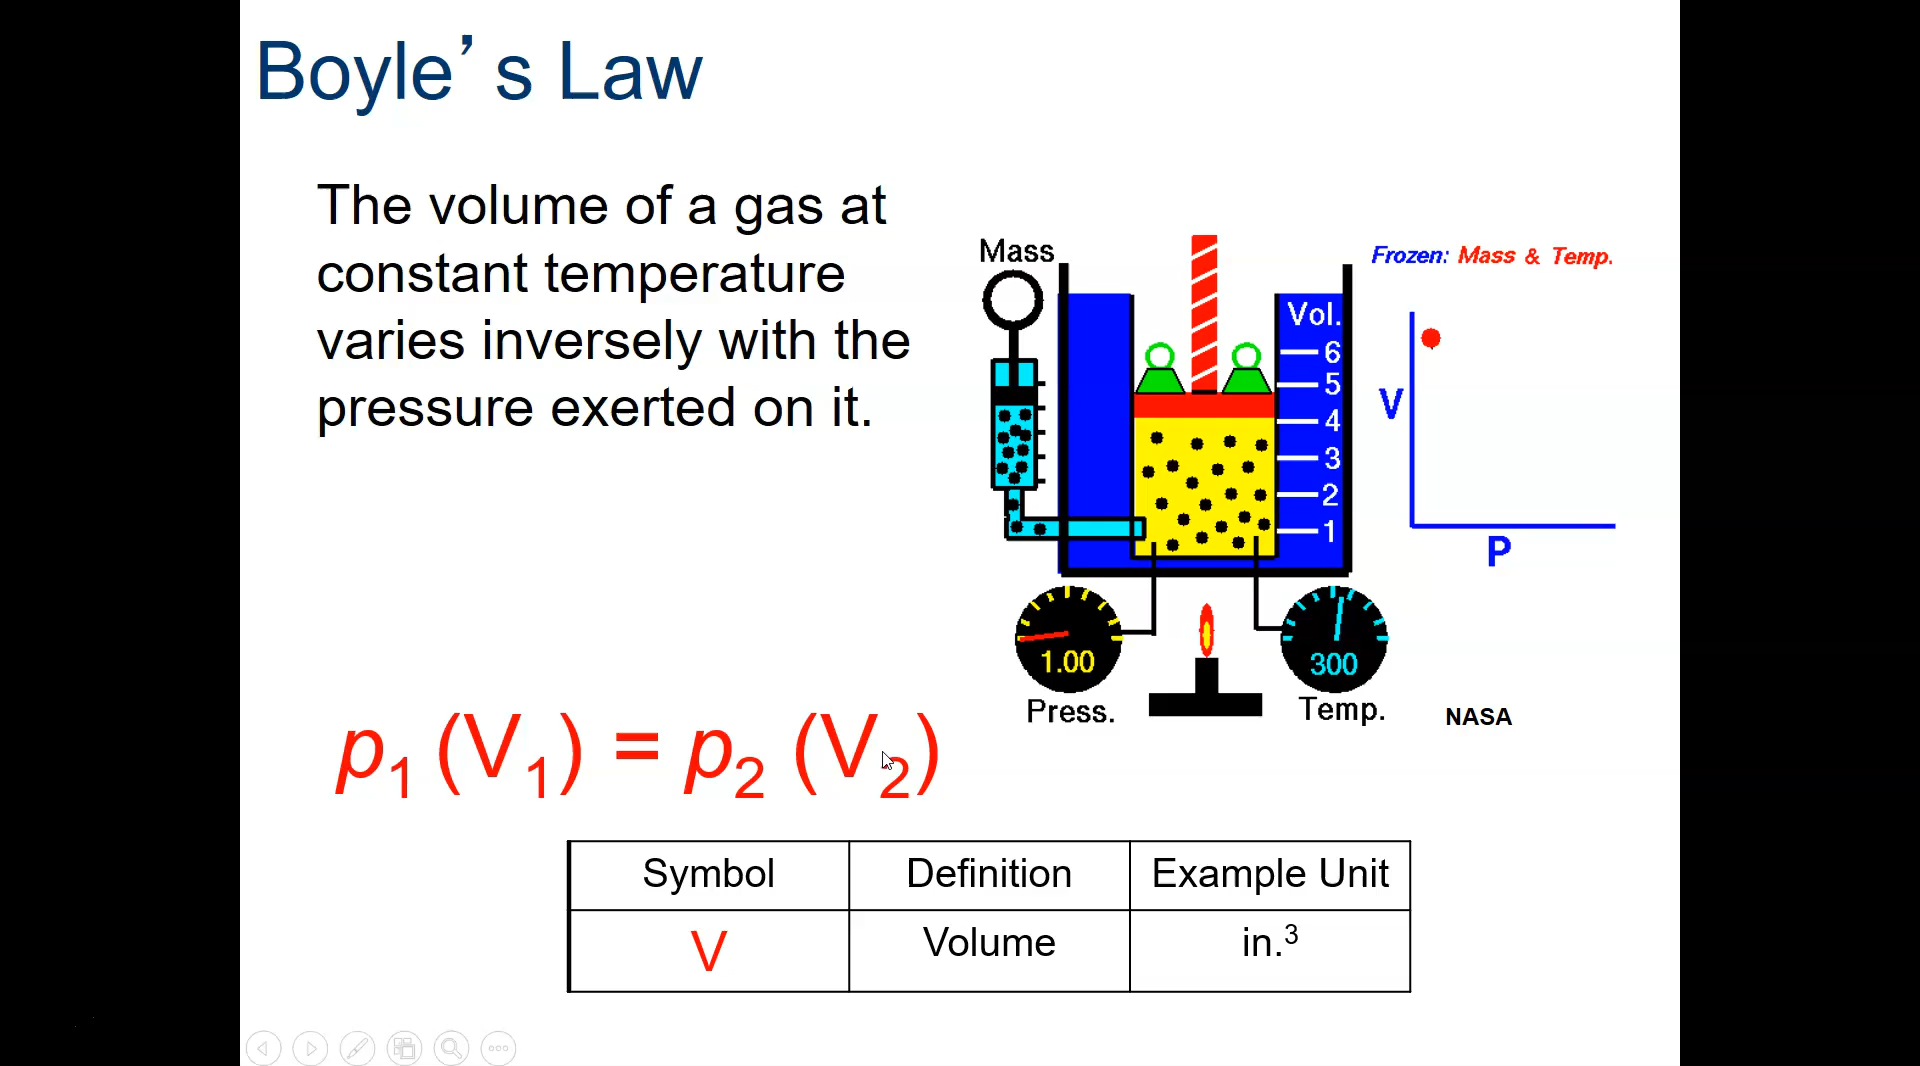 Boyle’s Law
The volume of a gas at
constant temperature
varies inversely with the
pressure exerted on it.
Mass
Vol.
6
5
4
3
2
1
1.00
Press.
300
Temp.
Frozen: Mass & Temp.
V
P
NASA
p₁ (V₁) = p₂ (V₂)
Symbol Definition Example Unit
V Volume in.³